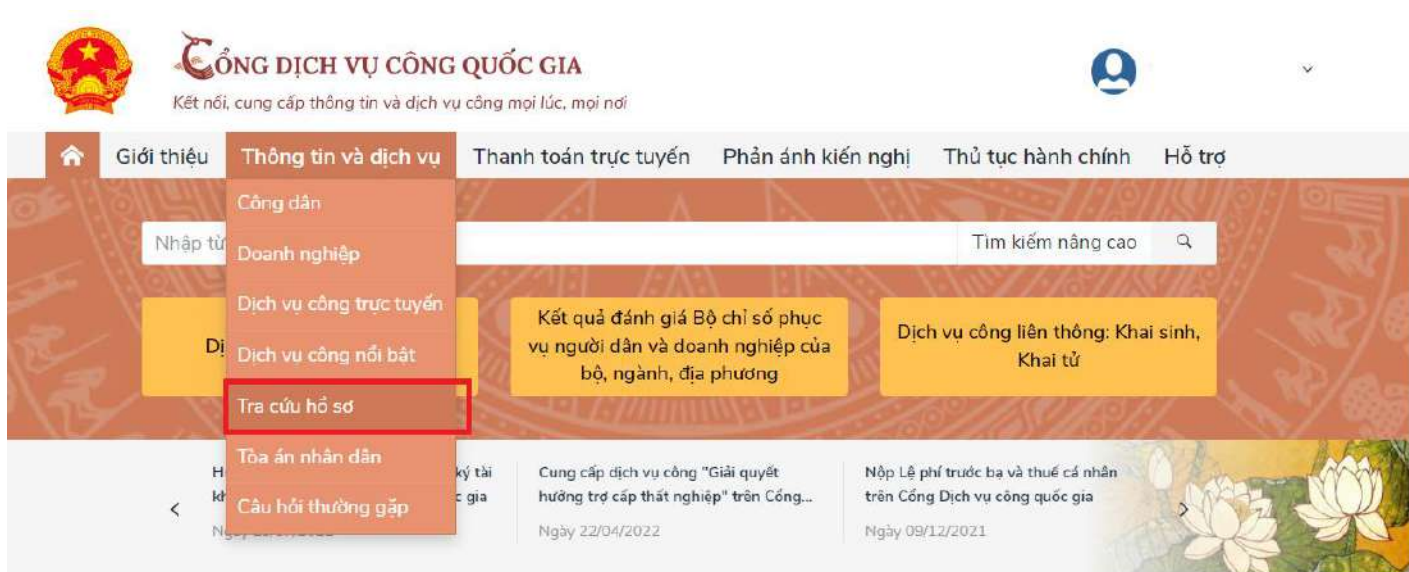 CỔNG DỊCH VỤ CÔNG QUỐC GIA
Kết nối, cung cấp thông tin và dịch vụ công mọi lúc, mọi nơi
Giới thiệu Thông tin và dịch vụ Thanh toán trực tuyến Phản ánh kiến nghị Thủ tục hành chính Hỗ trợ
Công dân
Nhập từ
Tìm kiếm nâng cao
Doanh nghiệp
Dịch vụ công trực tuyến
Dịch vụ công nổi bật
Tra cứu hồ sơ
Tòa án nhân dân
Câu hỏi thường gặp
Kết quả đánh giá Bộ chỉ số phục
vụ người dân và doanh nghiệp của
bộ, ngành, địa phương
Dịch vụ công liên thông: Khai sinh,
Khai tử
ký tài
gia
Cung cấp dịch vụ công "Giải quyết
hưởng trợ cấp thất nghiệp" trên Cổng...
Ngày 22/04/2022
Nộp Lệ phí trước bạ và thuế cá nhân
trên Cổng Dịch vụ công quốc gia
Ngày 09/12/2021